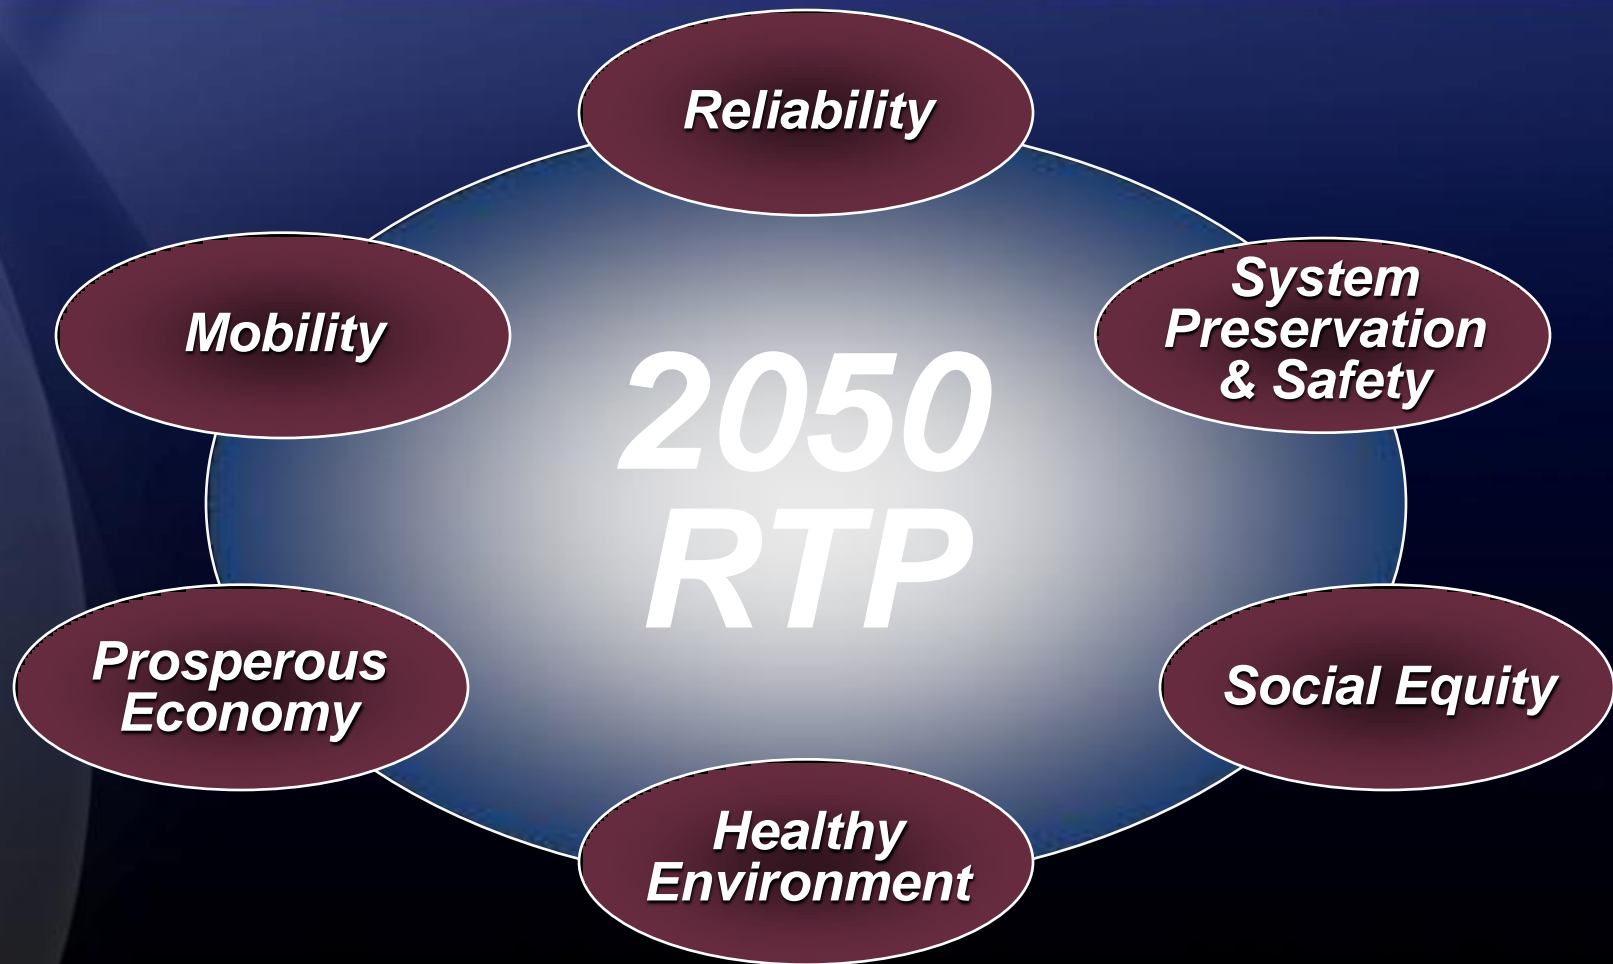 Reliability
Mobility
System
Preservation
& Safety
2050
RTP
Prosperous
Economy
Social Equity
Healthy
Environment